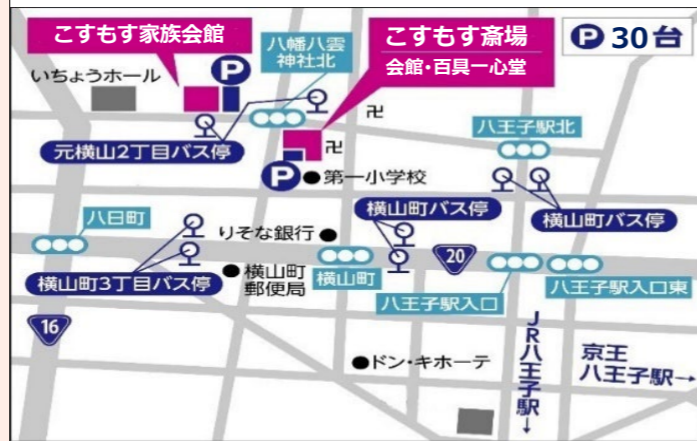 こすもす家族会館
八幡八雲
神社北
こすもす斎場
会館・百具一心堂
P 30台
いちょうホール
P
卍
八王子駅北
元横山2丁目バス停
卍
P
第一小学校
横山町バス停
横山町バス停
八日町
りそな銀行
20
横山町3丁目バス停
横山町
郵便局
横山町
八王子駅入口
八王子駅入口東
16
ドン・キホーテ
JR八王子駅↓
京王
八王子駅→